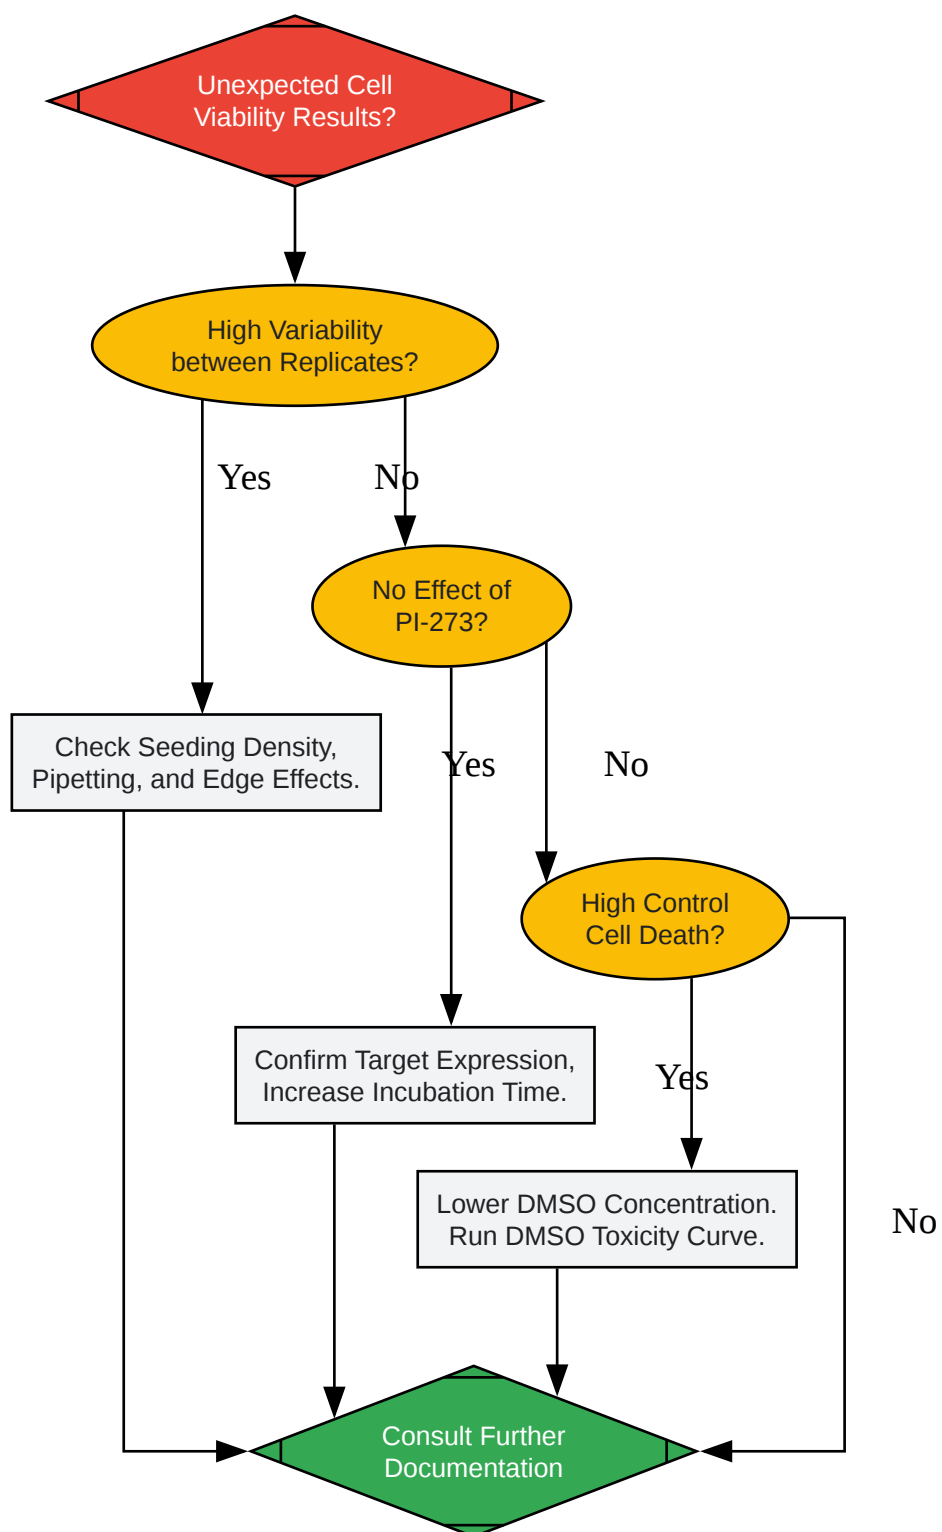 Unexpected Cell
Viability Results?
High Variability
between Replicates?
Yes
No
No Effect of
PI-273?
Check Seeding Density,
Pipetting, and Edge Effects.
Yes
No
High Control
Cell Death?
Confirm Target Expression,
Increase Incubation Time.
Yes
Lower DMSO Concentration.
Run DMSO Toxicity Curve.
No
Consult Further
Documentation